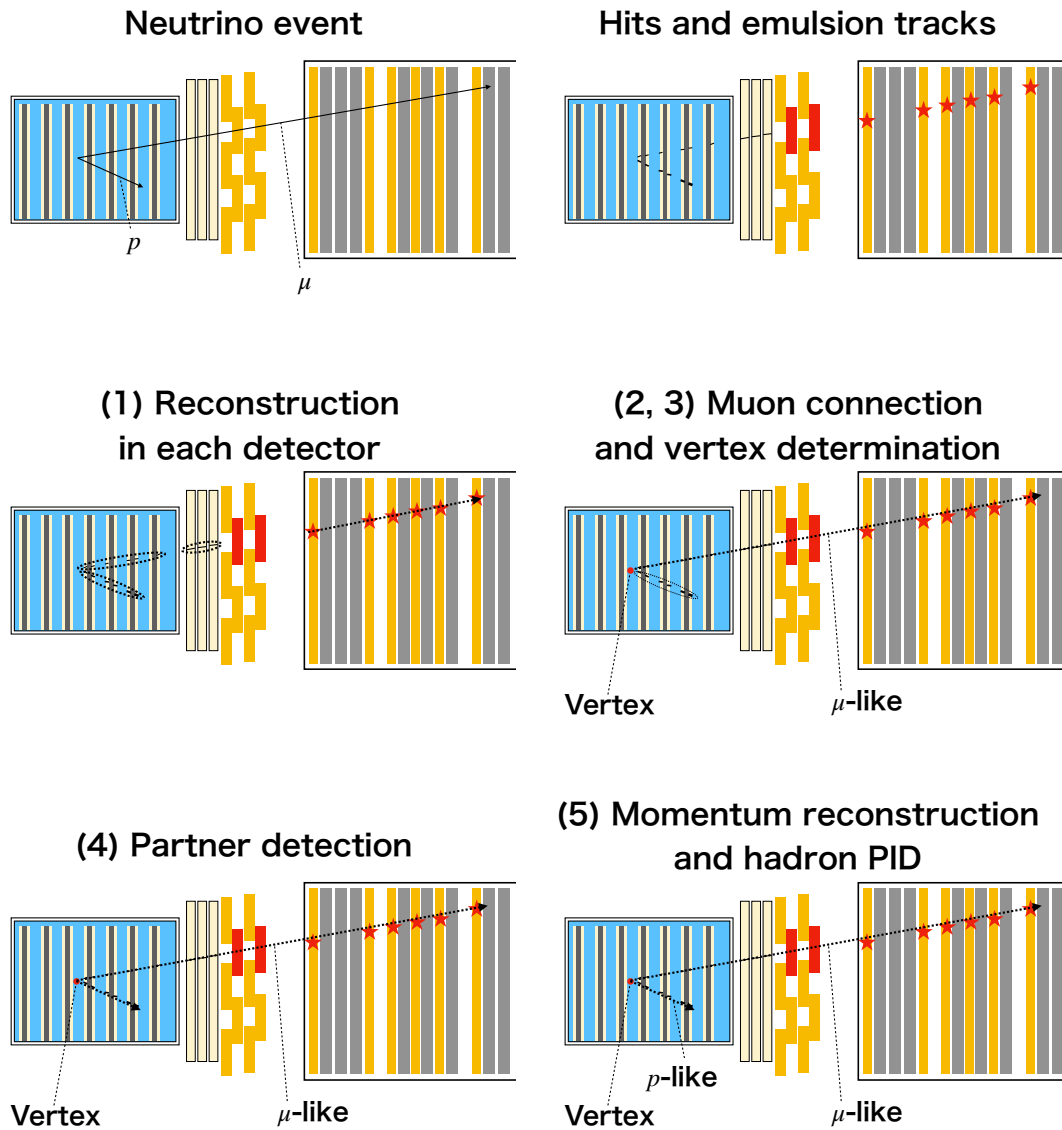 Neutrino event
Hits and emulsion tracks
p
μ
(1) Reconstruction
in each detector
(2, 3) Muon connection
and vertex determination
Vertex
μ-like
(4) Partner detection
(5) Momentum reconstruction
and hadron PID
Vertex
μ-like
p-like
Vertex
μ-like